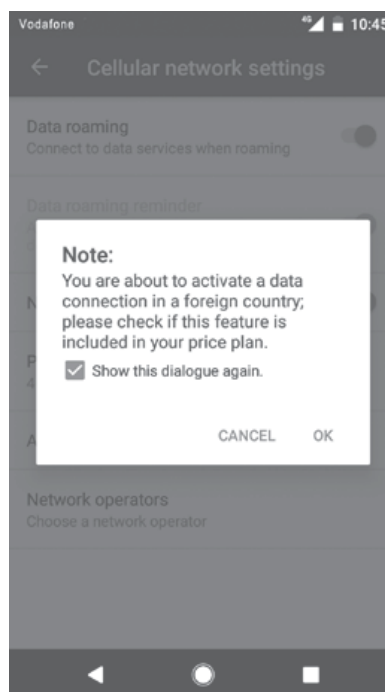 Vodafone 4G 10:45
Cellular network settings
Data roaming
Connect to data services when roaming
Data roaming reminder
Note:
You are about to activate a data
connection in a foreign country;
please check if this feature is
included in your price plan.
Show this dialogue again.
CANCEL OK
N
P
4
A
Network operators
Choose a network operator